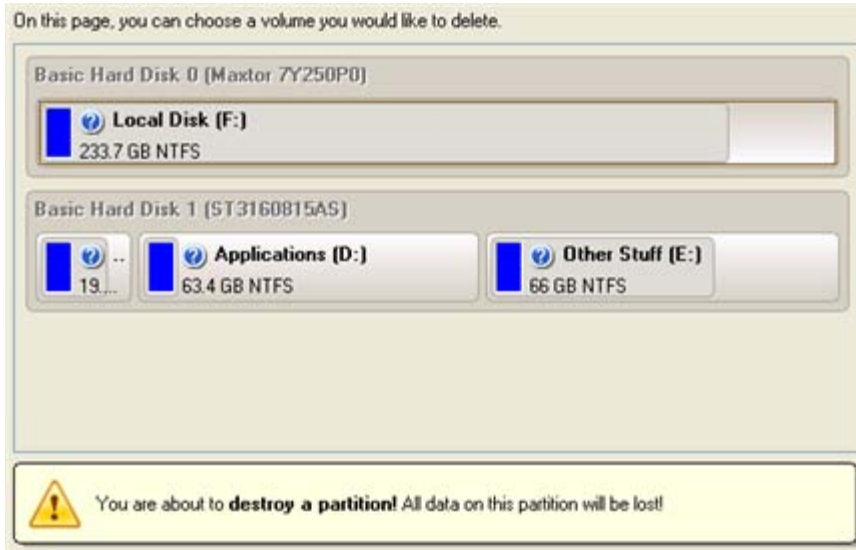 On this page, you can choose a volume you would like to delete.
Basic Hard Disk 0 (Maxtor 7Y250P0)
Local Disk (F:)
233.7 GB NTFS
Basic Hard Disk 1 (ST3160815AS)
..
19....
Applications (D:)
63.4 GB NTFS
Other Stuff (E:)
66 GB NTFS
You are about to destroy a partition! All data on this partition will be lost!